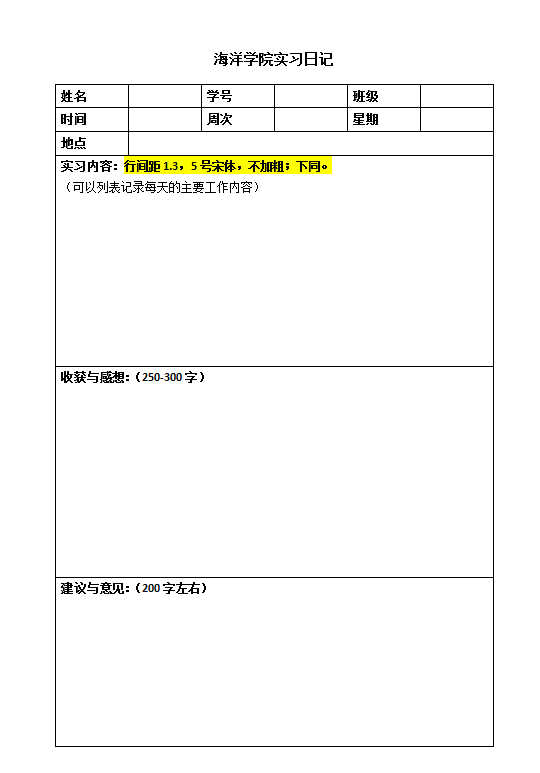 海洋学院实习日记
姓名 学号 班级
时间 周次 星期
地点
实习内容：行间距 1.3，5 号宋体，不加粗；下同。
（可以列表记录每天的主要工作内容）
收获与感想：（250-300 字）
建议与意见：（200 字左右）